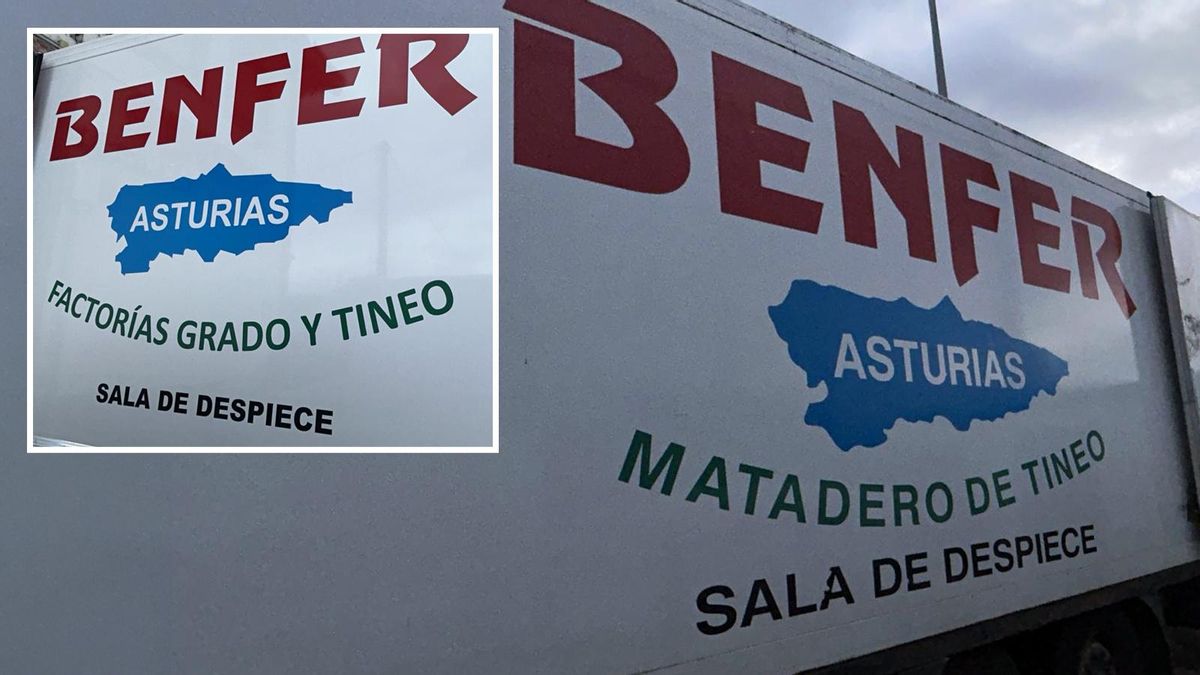 BENFER
ASTURIAS
FACTORÍAS GRADO Y TINEO
SALA DE DESPIECE
BENFER
ASTURIAS
MATADERO DE TINEO
SALA DE DESPIECE